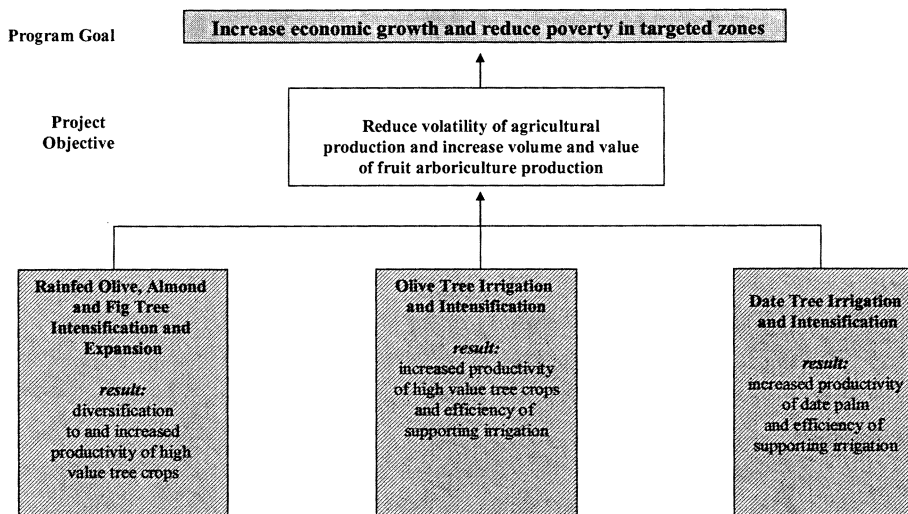 Program Goal
Increase economic growth and reduce poverty in targeted zones
Project
Objective
Reduce volatility of agricultural
production and increase volume and value
of fruit arboriculture production
Rainfed Olive, Almond
and Fig Tree
Intensification and
Expansion
result:
diversification
to and increased
productivity of high
value tree crops
Olive Tree Irrigation
and Intensification
result:
increased productivity
of high value tree crops
and efficiency of
supporting irrigation
Date Tree Irrigation
and Intensification
result:
increased productivity
of date palm
and efficiency of
supporting irrigation